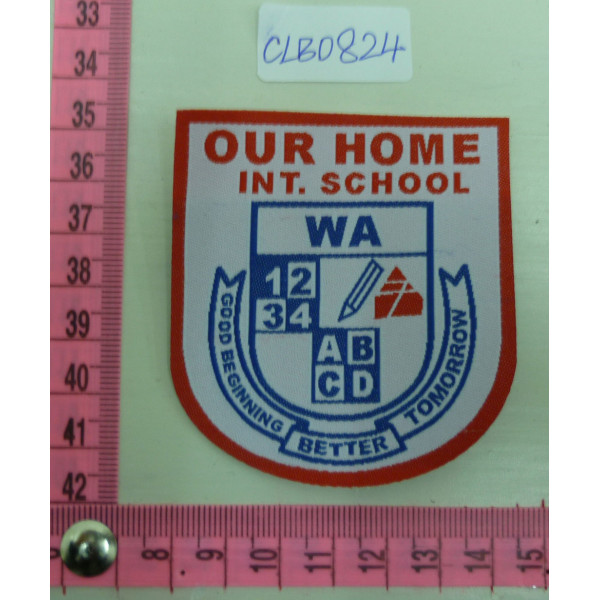 CLB0824
OUR HOME
INT. SCHOOL
WA
12
34
AB
CD
GOOD BEGINNING
BETTER
TOMORROW
33
34
35
36
37
38
39
40
41
42
8
9
10
11
12
13
14
15